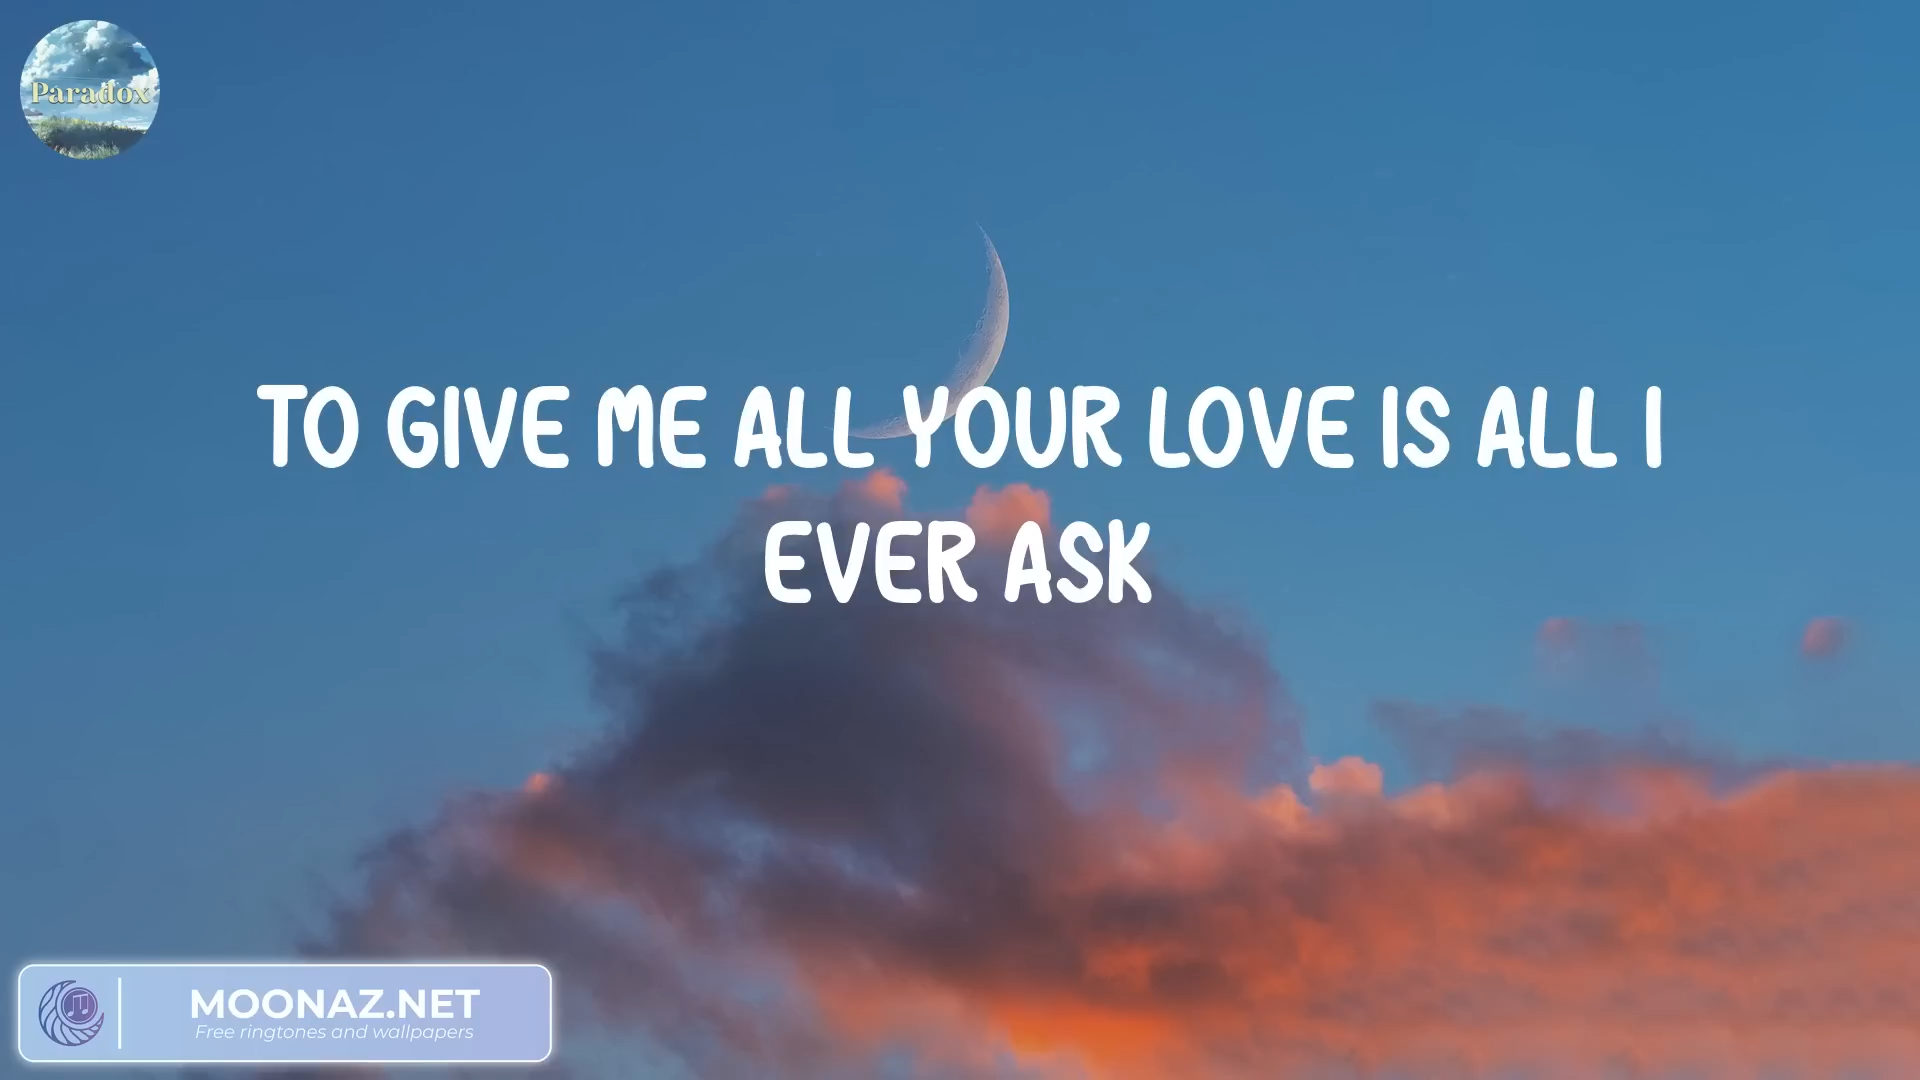 Paradox
TO GIVE ME ALL YOUR LOVE IS ALL I
EVER ASK
MOONAZ.NET
Free ringtones and wallpapers